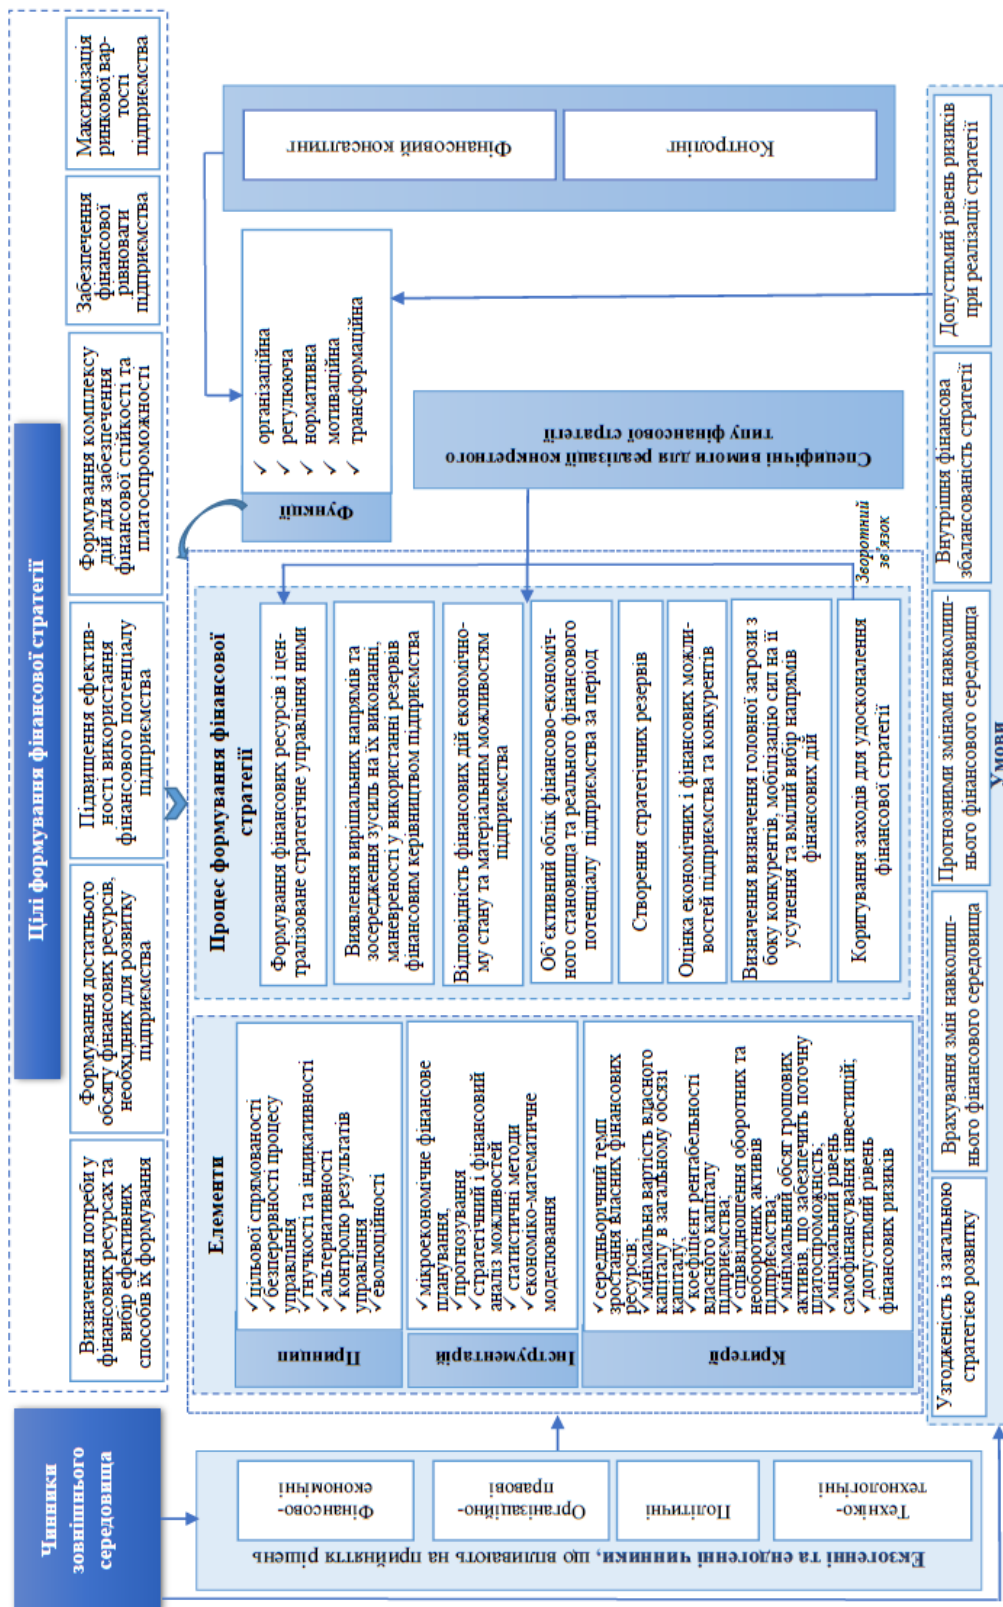 Чинники
зовнішнього
середовища
Цілі формування фінансової стратегії
Визначення потреби у
фінансових ресурсах та
вибір ефективних
способів їх формування
Формування достатнього
обсягу фінансових ресурсів,
необхідних для розвитку
підприємства
Підвищення ефектив-
ності використання
фінансового потенціалу
підприємства
Формування комплексу
дій для забезпечення
фінансової стійкості та
платоспроможності
Забезпечення
фінансової
рівноваги
підприємства
Максимізація
ринкової вар-
тості
підприємства
Екзогенні та ендогенні чинники, що впливають на прийняття рішень
Фінансово-
економічні
Організаційно-
правові
Політичні
Техніко-
технологічні
Елементи
Принцип
✓цільової спрямованості
✓безперервності процесу
управління
✓гнучкості та індикативності
✓альтернативності
✓контролю результатів
управління
✓еволюційності
Інструментарій
✓мікроекономічне фінансове
планування,
✓прогнозування
✓стратегічний і фінансовий
аналіз можливостей
✓статистичні методи
✓економіко-математичне
моделювання
Критерії
✓середньорічний темп
зростання власних фінансових
ресурсів;
✓мінімальна вартість власного
капіталу в загальному обсязі
капіталу;
✓коефіцієнт рентабельності
власного капіталу
підприємства;
✓співвідношення оборотних та
необоротних активів
підприємства;
✓мінімальний обсяг грошових
активів, що забезпечить поточну
платоспроможність;
✓мінімальний рівень
самофінансування інвестицій;
✓допустимий рівень
фінансових ризиків
Процес формування фінансової
стратегії
Формування фінансових ресурсів і цен-
тралізоване стратегічне управління ними
Виявлення вирішальних напрямів та
зосередження зусиль на їх виконанні,
маневреності у використанні резервів
фінансовим керівництвом підприємства
Відповідність фінансових дій економічно-
му стану та матеріальним можливостям
підприємства
Об`єктивний облік фінансово-економіч-
ного становища та реального фінансового
потенціалу підприємства за період
Створення стратегічних резервів
Оцінка економічних і фінансових можли-
востей підприємства та конкурентів
Визначення визначення головної загрози з
боку конкурентів, мобілізацію сил на її
усунення та вмілий вибір напрямів
фінансових дій
Коригування заходів для удосконалення
фінансової стратегії
Зворотний
зв`язок
Функції
✓ організаційна
✓ регулююча
✓ нормативна
✓ мотиваційна
✓ трансформаційна
Специфічні вимоги для реалізації конкретного
типу фінансової стратегії
Фінансовий консалтинг
Контролінг
Узгодженість із загальною
стратегією розвитку
Врахування змін навколиш-
нього фінансового середовища
Прогнозними змінами навколиш-
нього фінансового середовища
Внутрішня фінансова
збалансованість стратегії
Допустимий рівень ризиків
при реалізації стратегії
Умови